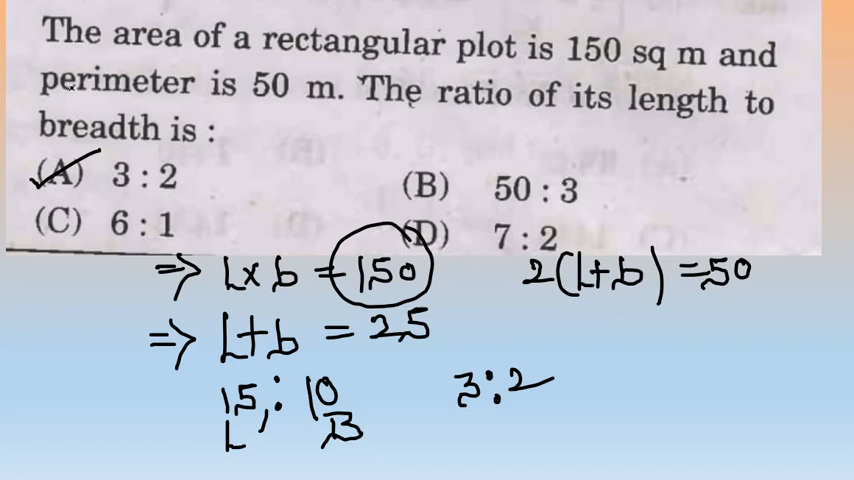 The area of a rectangular plot is 150 sq m and
perimeter is 50 m. The ratio of its length to
breadth is :
(A) 3 : 2 (B) 50 : 3
(C) 6 : 1 (D) 7 : 2
=> L x b = 150 2(L+b) = 50
=> L+b = 25
15, : 10 3:2
L B